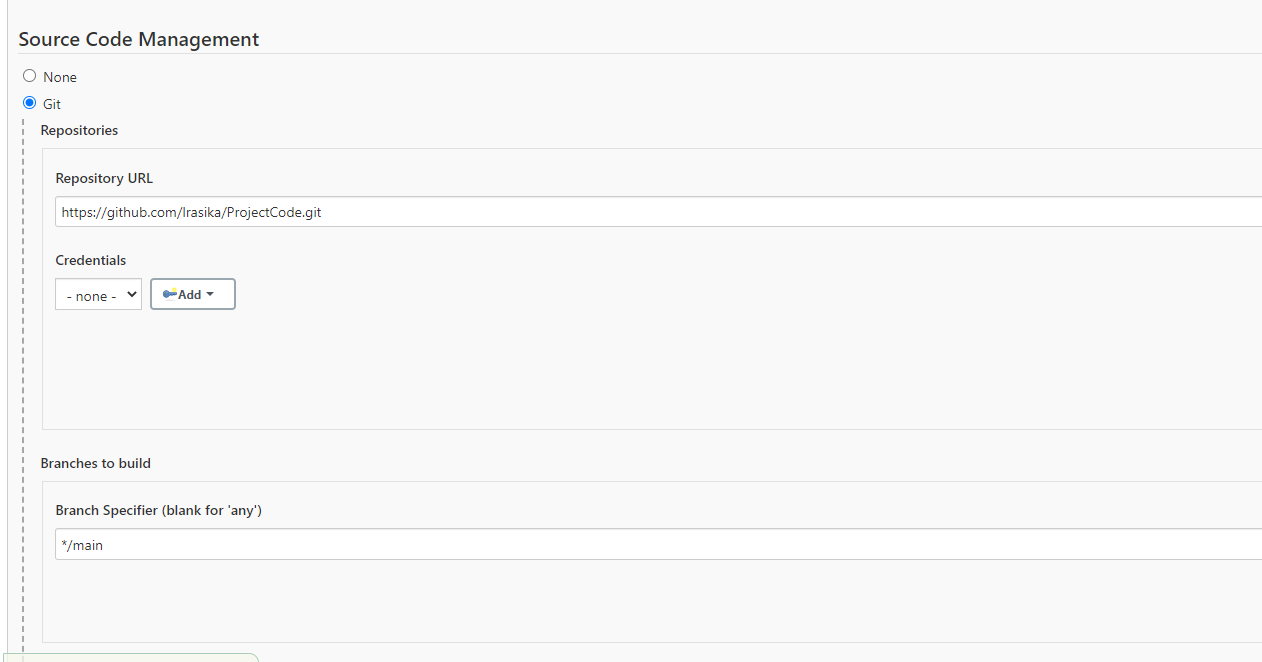 Source Code Management
None
Git
Repositories
Repository URL
https://github.com/Irasika/ProjectCode.git
Credentials
- none -
Add
Branches to build
Branch Specifier (blank for 'any')
*/main